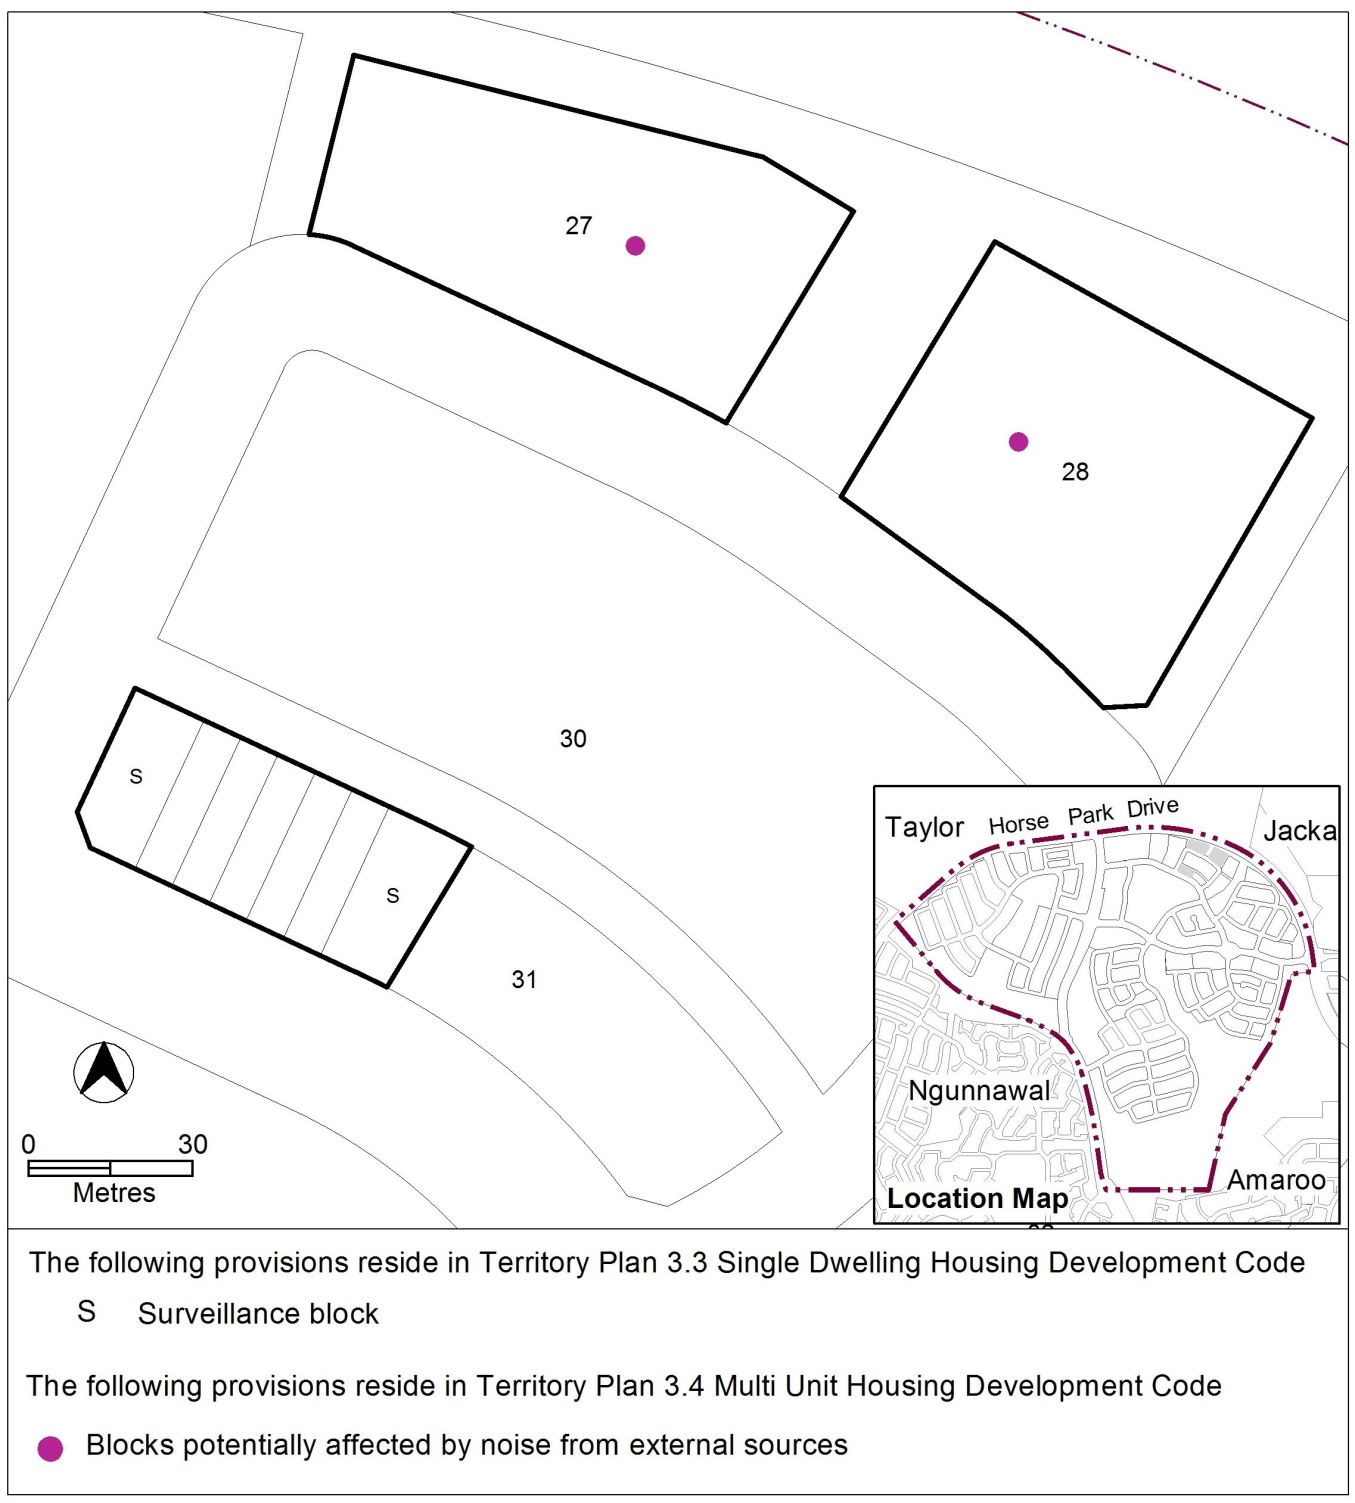 27
28
30
S
S
31
0 30
Metres
Taylor
Horse Park Drive
Jacka
Ngunnawal
Amaroo
Location Map
The following provisions reside in Territory Plan 3.3 Single Dwelling Housing Development Code
S Surveillance block
The following provisions reside in Territory Plan 3.4 Multi Unit Housing Development Code
Blocks potentially affected by noise from external sources